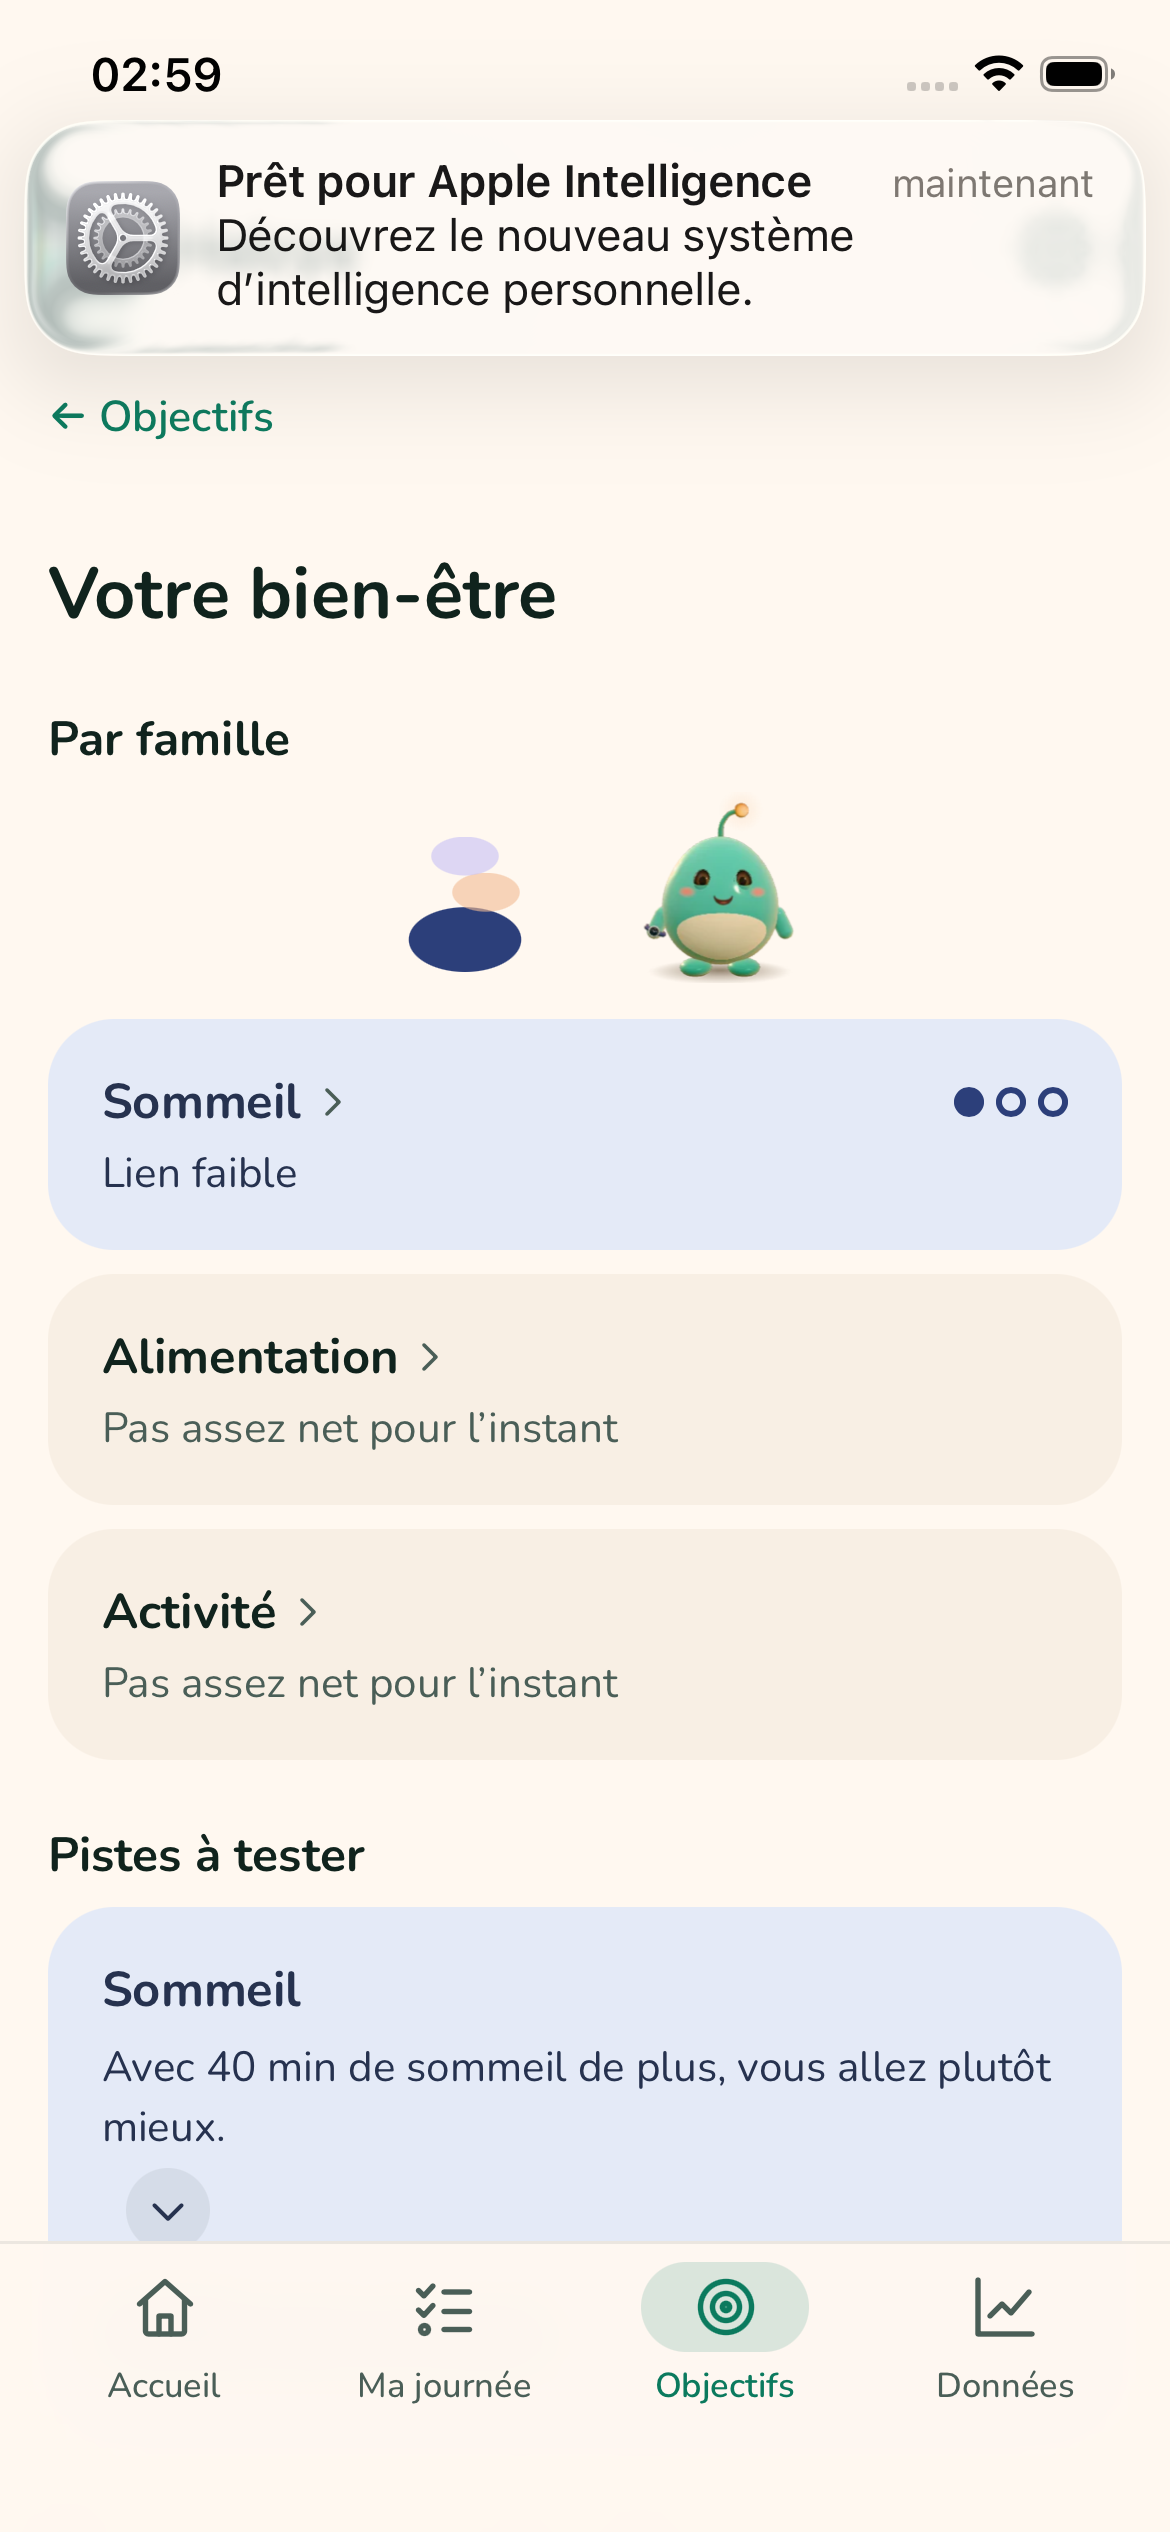 02:59
Prêt pour Apple Intelligence
maintenant
Découvrez le nouveau système
d’intelligence personnelle.
← Objectifs
Votre bien-être
Par famille
Sommeil
Lien faible
Alimentation
Pas assez net pour l’instant
Activité
Pas assez net pour l’instant
Pistes à tester
Sommeil
Avec 40 min de sommeil de plus, vous allez plutôt
mieux.
Accueil
Ma journée
Objectifs
Données